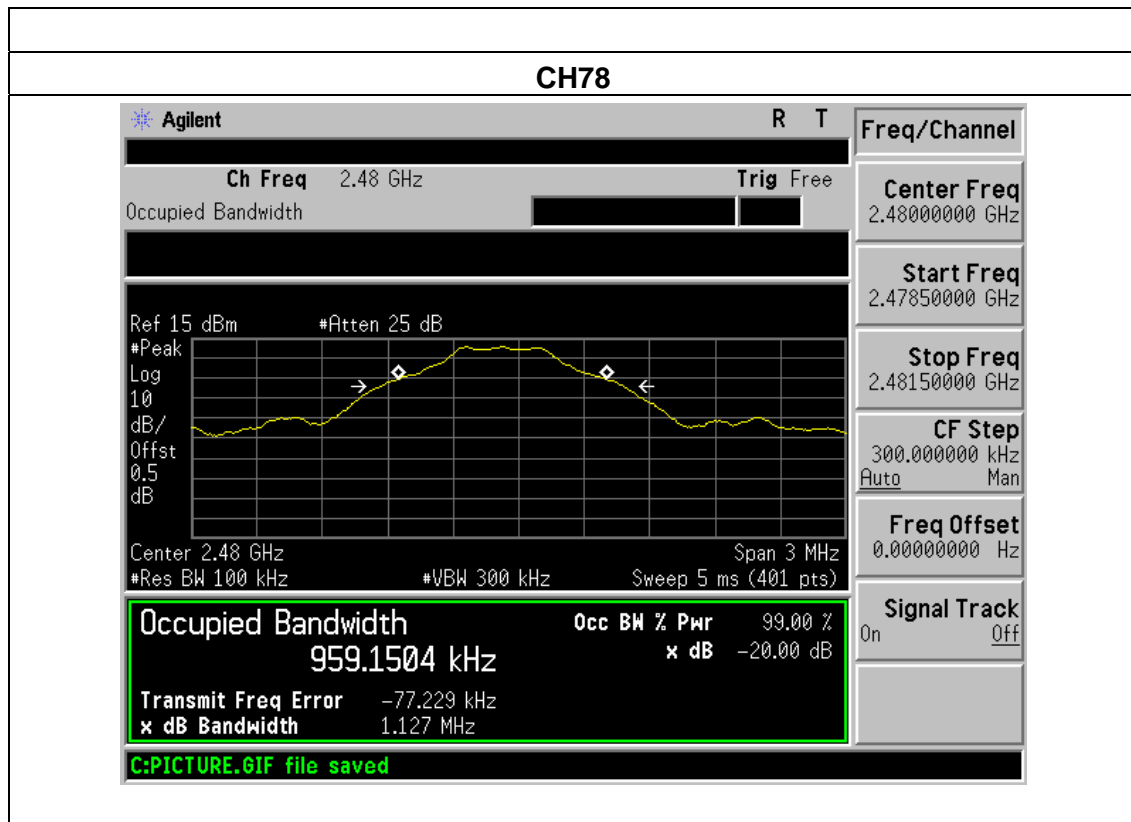 CH78
Agilent
R T
Ch Freq 2.48 GHz
Trig Free
Occupied Bandwidth
Ref 15 dBm
#Atten 25 dB
#Peak
Log
10
dB/
Offst
0.5
dB
Center 2.48 GHz
Span 3 MHz
#Res BW 100 kHz
#VBW 300 kHz
Sweep 5 ms (401 pts)
Occupied Bandwidth
959.1504 kHz
Occ BW % Pwr 99.00 %
x dB -20.00 dB
Transmit Freq Error -77.229 kHz
x dB Bandwidth 1.127 MHz
C:PICTURE.GIF file saved
Freq/Channel
Center Freq
2.48000000 GHz
Start Freq
2.47850000 GHz
Stop Freq
2.48150000 GHz
CF Step
300.000000 kHz
Auto Man
Freq Offset
0.00000000 Hz
Signal Track
On Off